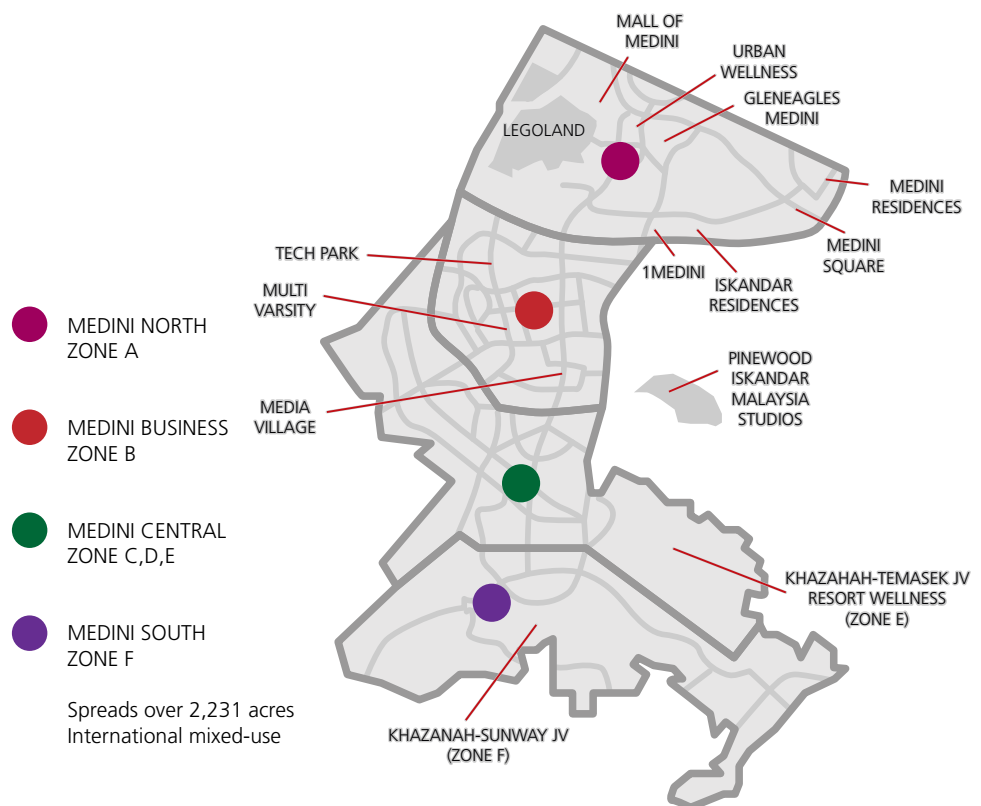 MALL OF
MEDINI
URBAN
WELLNESS
GLENEAGLES
MEDINI
LEGOLAND
MEDINI
RESIDENCES
MEDINI
SQUARE
1MEDINI
ISKANDAR
RESIDENCES
TECH PARK
MULTI
VARSITY
MEDIA
VILLAGE
PINEWOOD
ISKANDAR
MALAYSIA
STUDIOS
MEDINI NORTH
ZONE A
MEDINI BUSINESS
ZONE B
MEDINI CENTRAL
ZONE C,D,E
MEDINI SOUTH
ZONE F
Spreads over 2,231 acres
International mixed-use
KHAZAHAH-TEMASEK JV
RESORT WELLNESS
(ZONE E)
KHAZANAH-SUNWAY JV
(ZONE F)